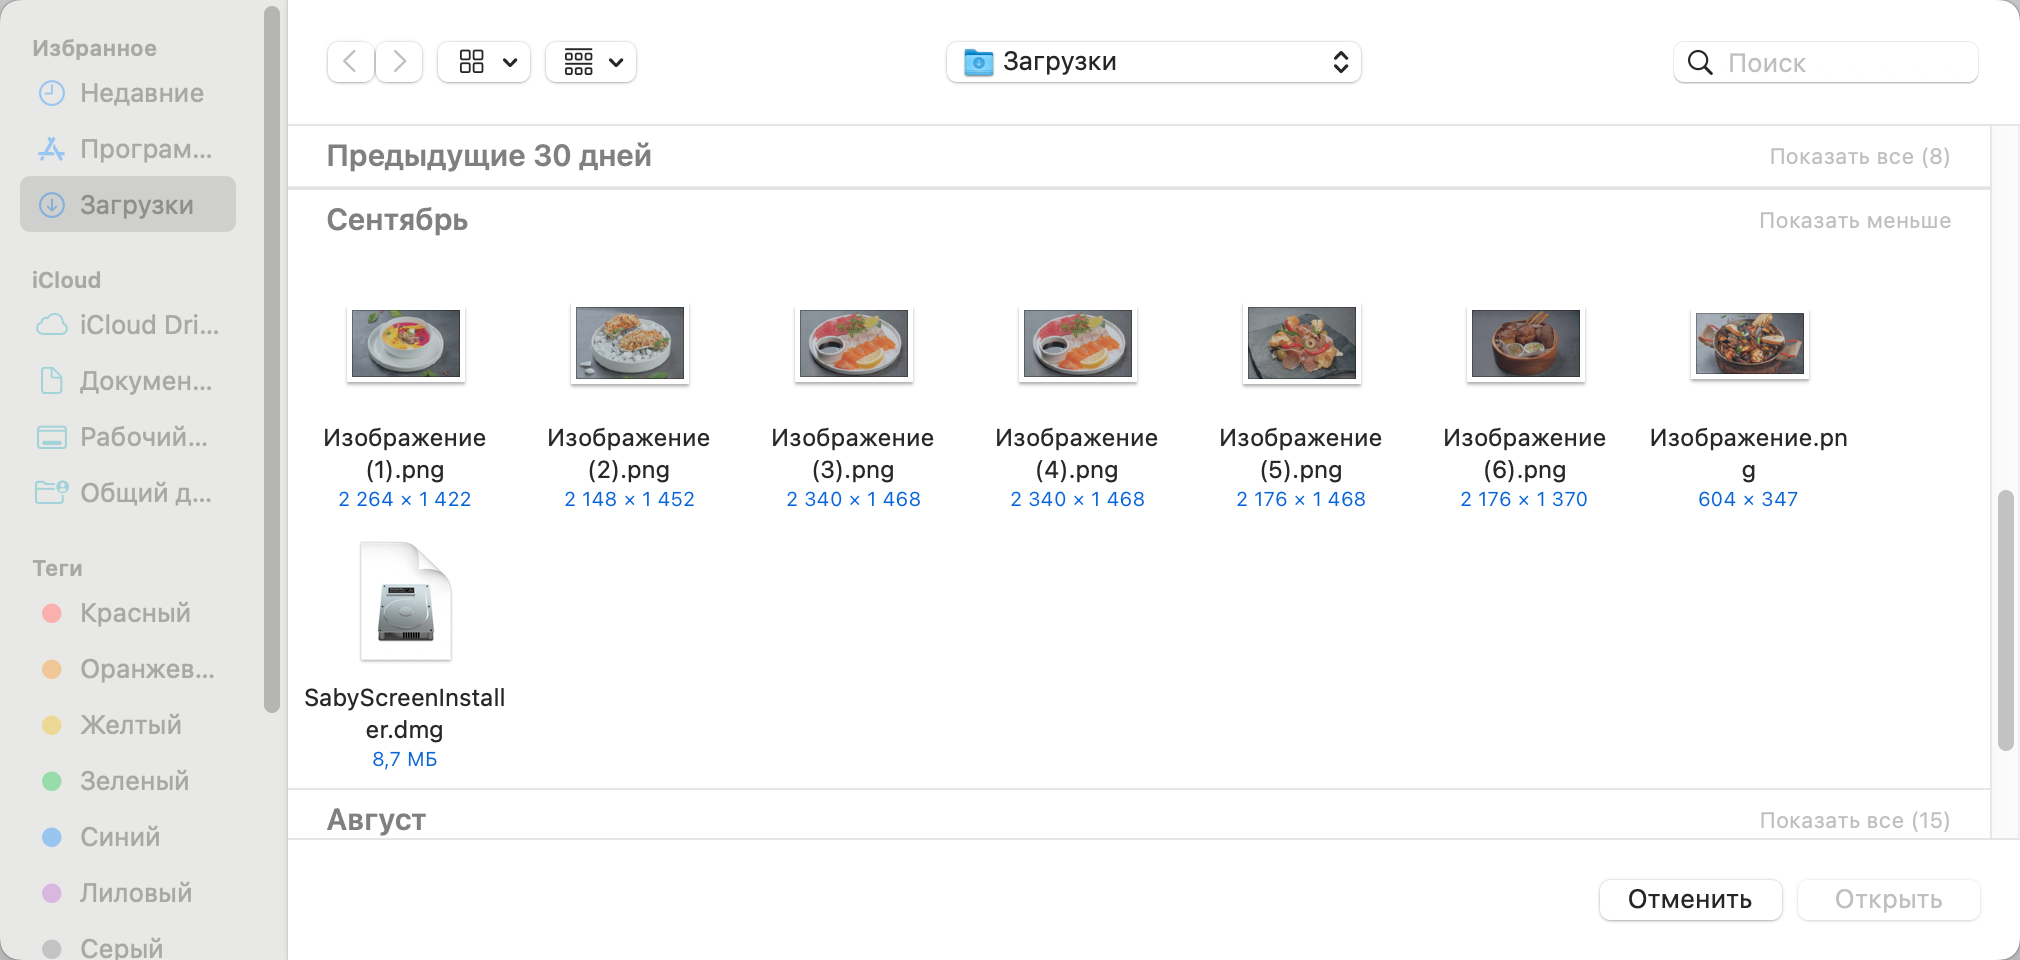 Избранное
Недавние
Програм...
Загрузки
iCloud
iCloud Dri...
Докумен...
Рабочий...
Общий д...
Теги
Красный
Оранжев...
Желтый
Зеленый
Синий
Лиловый
Серый
Загрузки
Поиск
Предыдущие 30 дней
Показать все (8)
Сентябрь
Показать меньше
Изображение
(1).png
2 264 × 1 422
Изображение
(2).png
2 148 × 1 452
Изображение
(3).png
2 340 × 1 468
Изображение
(4).png
2 340 × 1 468
Изображение
(5).png
2 176 × 1 468
Изображение
(6).png
2 176 × 1 370
Изображение.pn
g
604 × 347
SabyScreenInstall
er.dmg
8,7 МБ
Август
Показать все (15)
Отменить
Открыть